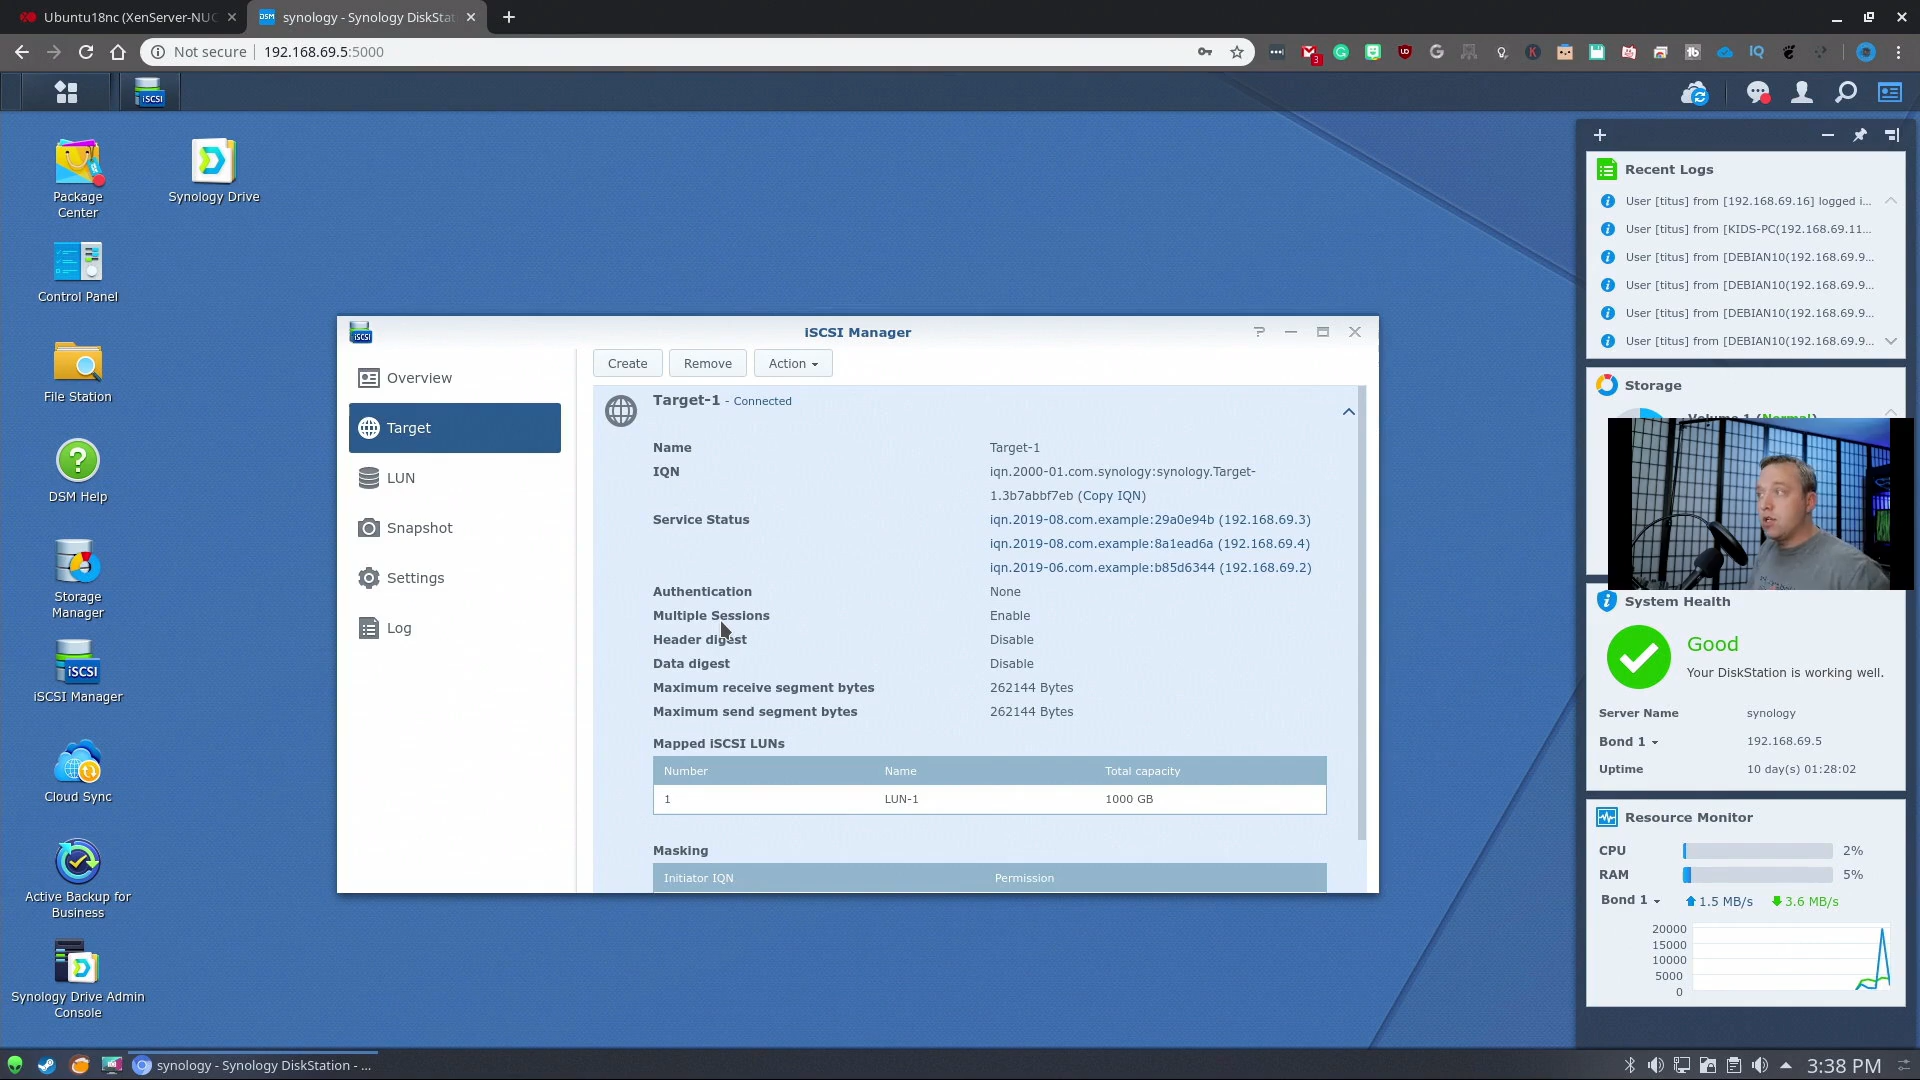 Ubuntu18nc (XenServer-NUC
synology - Synology DiskStat
Not secure
192.168.69.5:5000
iSCSI
Package
Center
Synology Drive
Control Panel
File Station
DSM Help
Storage
Manager
iSCSI
iSCSI Manager
Cloud Sync
Active Backup for
Business
Synology Drive Admin
Console
iSCSI Manager
Overview
Target
LUN
Snapshot
Settings
Log
Create
Remove
Action
Target-1 - Connected
Name
Target-1
IQN
iqn.2000-01.com.synology:synology.Target-
1.3b7abbf7eb (Copy IQN)
Service Status
iqn.2019-08.com.example:29a0e94b (192.168.69.3)
iqn.2019-08.com.example:8a1ead6a (192.168.69.4)
iqn.2019-06.com.example:b85d6344 (192.168.69.2)
Authentication
None
Multiple Sessions
Enable
Header digest
Disable
Data digest
Disable
Maximum receive segment bytes
262144 Bytes
Maximum send segment bytes
262144 Bytes
Mapped iSCSI LUNs
Number Name Total capacity
1 LUN-1 1000 GB
Masking
Initiator IQN Permission
Recent Logs
User [titus] from [192.168.69.16] logged i...
User [titus] from [KIDS-PC(192.168.69.11...
User [titus] from [DEBIAN10(192.168.69.9...
User [titus] from [DEBIAN10(192.168.69.9...
User [titus] from [DEBIAN10(192.168.69.9...
User [titus] from [DEBIAN10(192.168.69.9...
Storage
System Health
Good
Your DiskStation is working well.
Server Name
synology
Bond 1
192.168.69.5
Uptime
10 day(s) 01:28:02
Resource Monitor
CPU
2%
RAM
5%
Bond 1
1.5 MB/s
3.6 MB/s
20000
15000
10000
5000
0
synology - Synology DiskStation - ...
3:38 PM